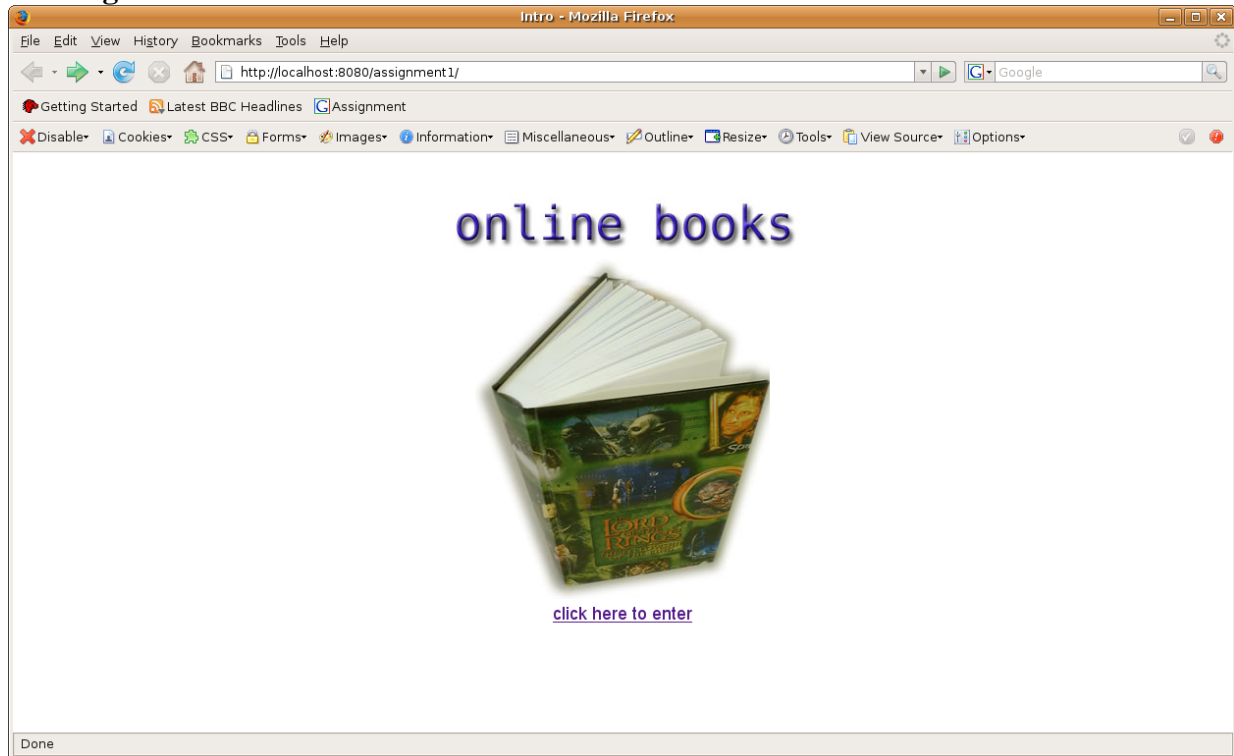 Intro - Mozilla Firefox
File Edit View History Bookmarks Tools Help
http://localhost:8080/assignment1/ G Google
Getting Started Latest BBC Headlines G Assignment
Disable Cookies CSS Forms Images Information Miscellaneous Outline Resize Tools View Source Options
online books
LORD
OF THE
RINGS
click here to enter
Done